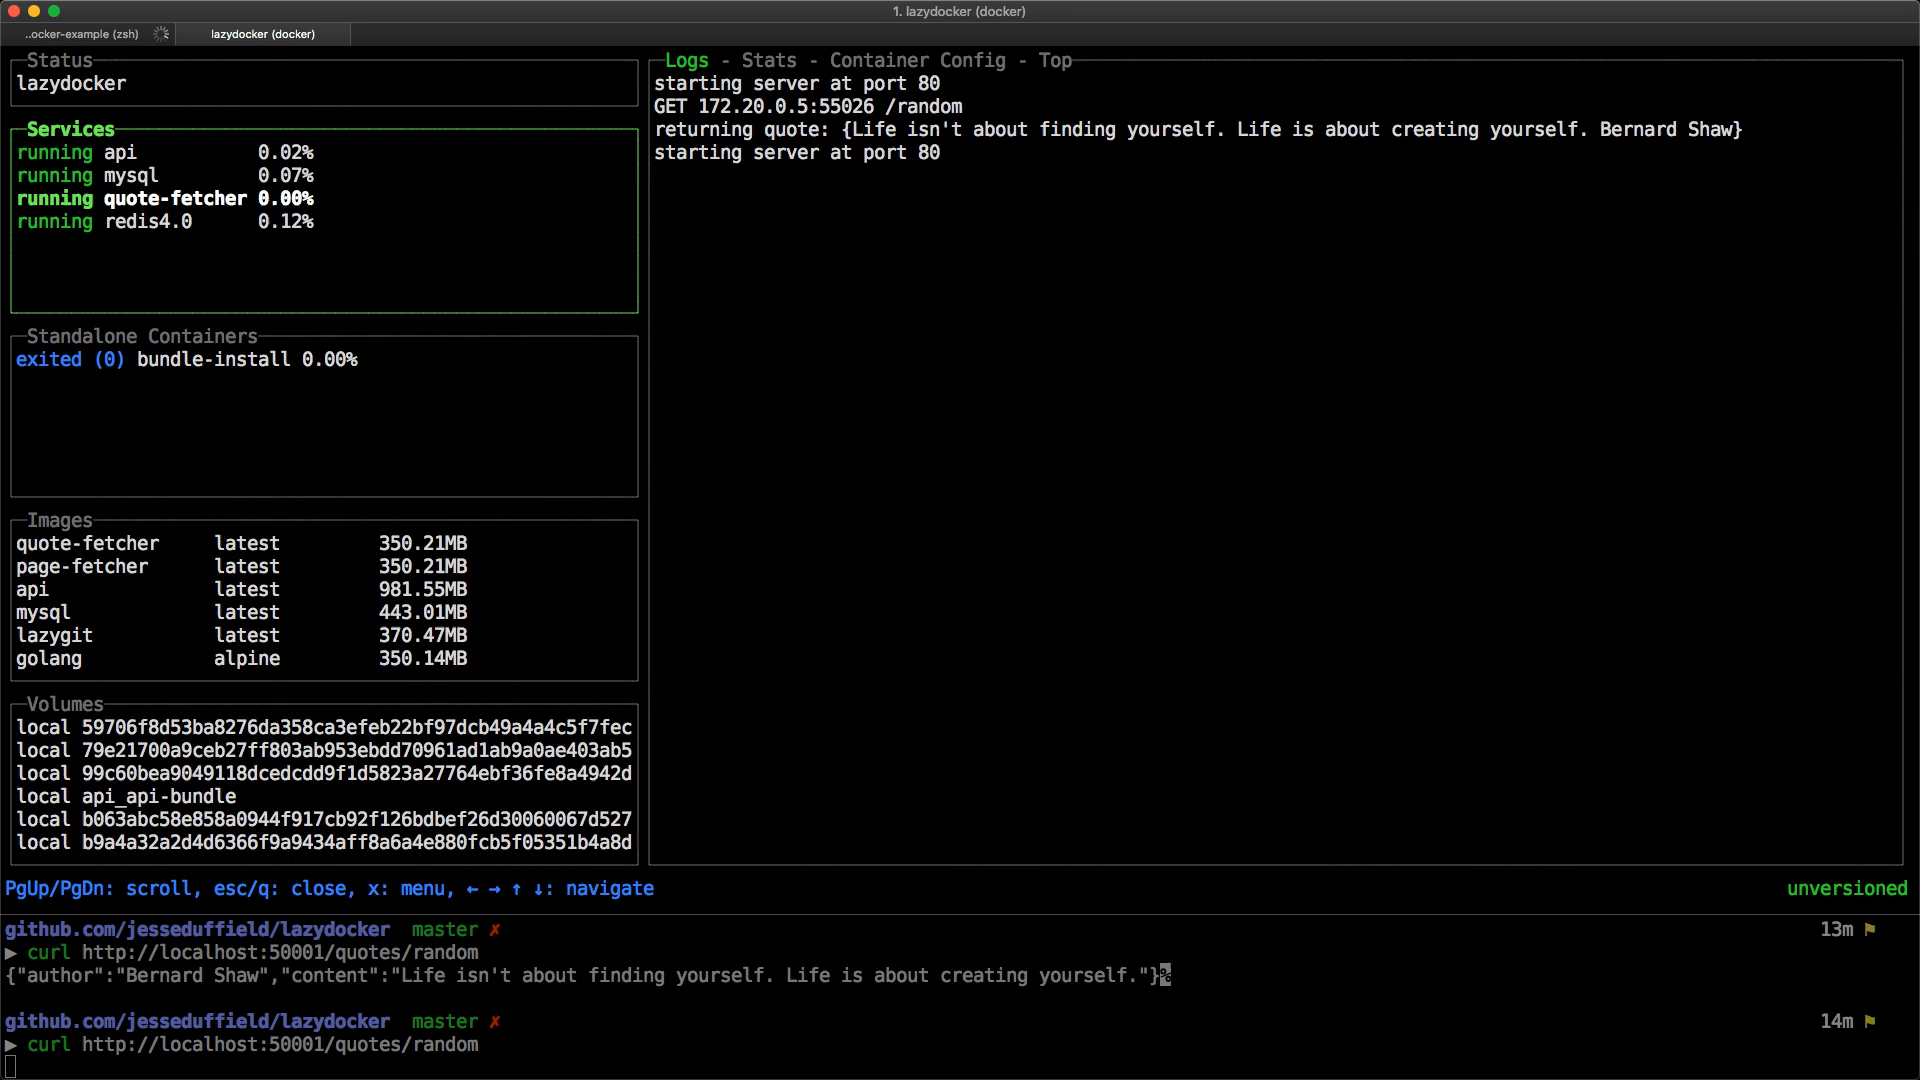 1. lazydocker (docker)
..ocker-example (zsh)
lazydocker (docker)
Status
lazydocker
Services
running api 0.02%
running mysql 0.07%
running quote-fetcher 0.00%
running redis4.0 0.12%
Standalone Containers
exited (0) bundle-install 0.00%
Images
quote-fetcher latest 350.21MB
page-fetcher latest 350.21MB
api latest 981.55MB
mysql latest 443.01MB
lazygit latest 370.47MB
golang alpine 350.14MB
Volumes
local 59706f8d53ba8276da358ca3efeb22bf97dcb49a4a4c5f7fec
local 79e21700a9ceb27ff803ab953ebdd70961ad1ab9a0ae403ab5
local 99c60bea9049118dcedcdd9f1d5823a27764ebf36fe8a4942d
local api_api-bundle
local b063abc58e858a0944f917cb92f126bdbef26d30060067d527
local b9a4a32a2d4d6366f9a9434aff8a6a4e880fcb5f05351b4a8d
Logs - Stats - Container Config - Top
starting server at port 80
GET 172.20.0.5:55026 /random
returning quote: {Life isn't about finding yourself. Life is about creating yourself. Bernard Shaw}
starting server at port 80
PgUp/PgDn: scroll, esc/q: close, x: menu, ← → ↑ ↓: navigate
unversioned
github.com/jesseduffield/lazydocker master ✗ 13m ⚑
▶ curl http://localhost:50001/quotes/random
{"author":"Bernard Shaw","content":"Life isn't about finding yourself. Life is about creating yourself."}%
github.com/jesseduffield/lazydocker master ✗ 14m ⚑
▶ curl http://localhost:50001/quotes/random